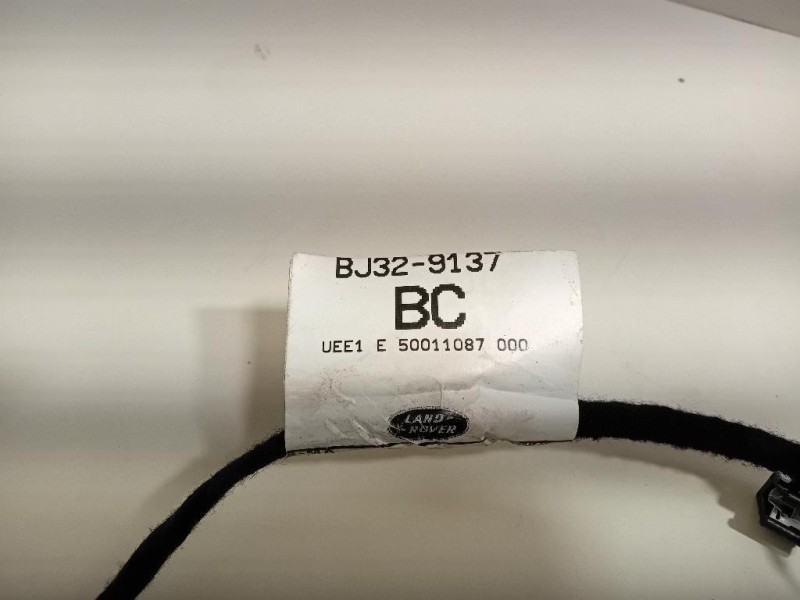 BJ32-9137
BC
UEE1 E 50011087 000
LAND-
ROVER